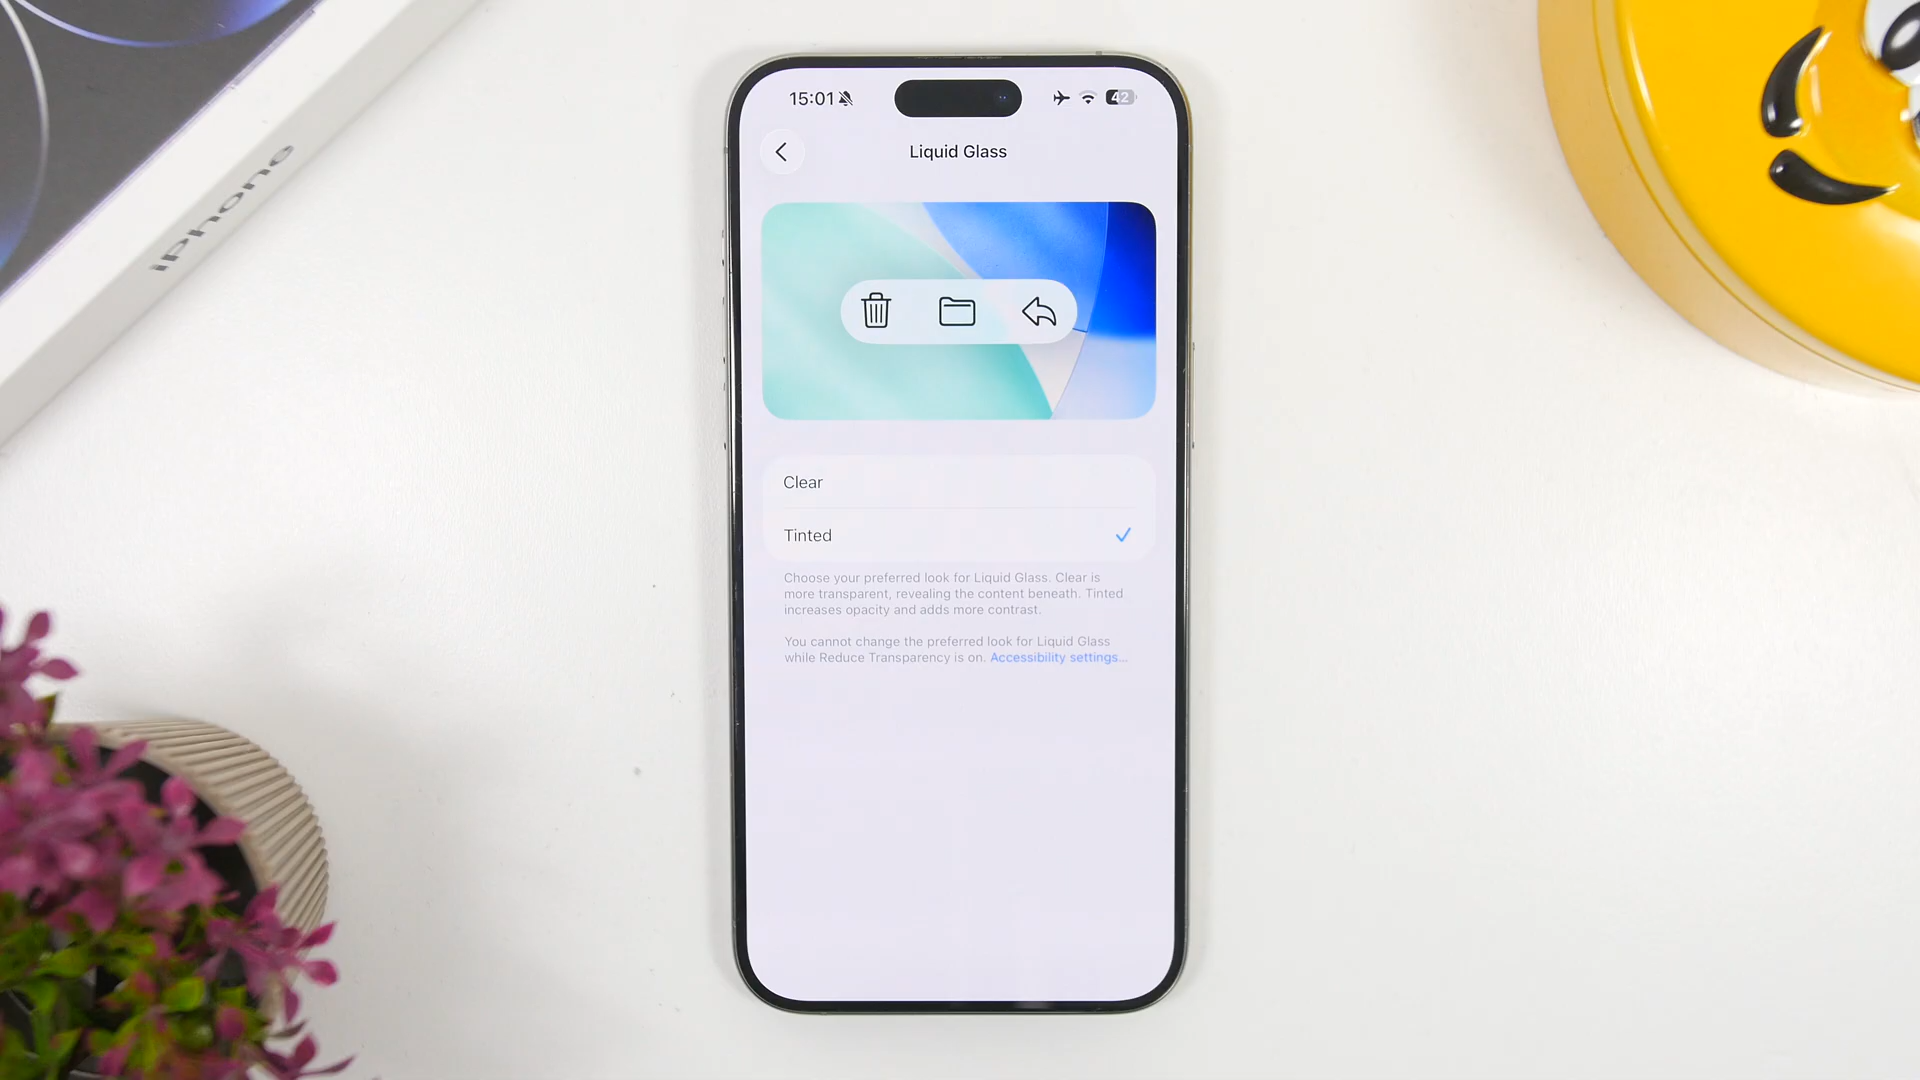 iPhone
15:01
42
Liquid Glass
Clear
Tinted
Choose your preferred look for Liquid Glass. Clear is
more transparent, revealing the content beneath. Tinted
increases opacity and adds more contrast.
You cannot change the preferred look for Liquid Glass
while Reduce Transparency is on. Accessibility settings...